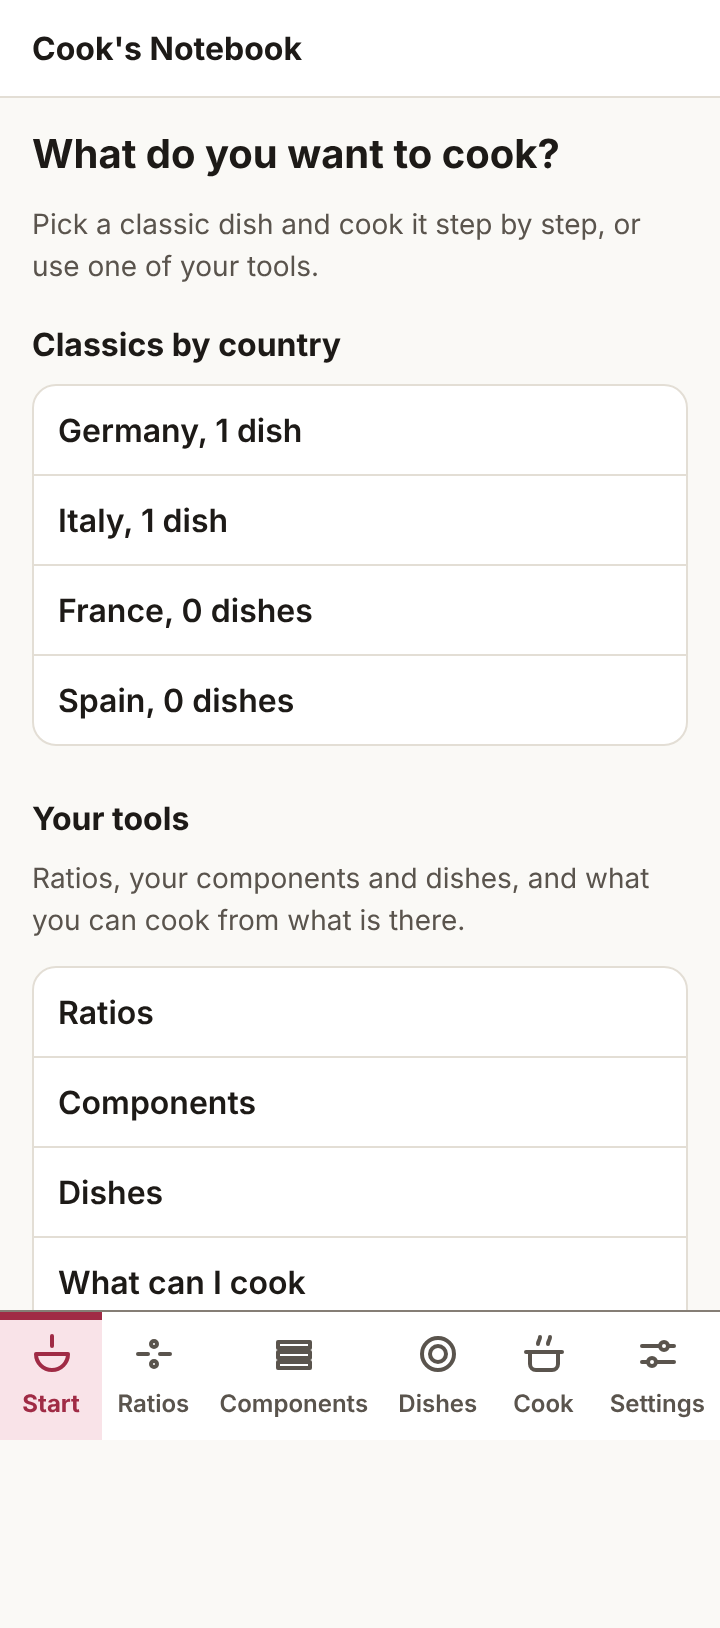 Cook's Notebook
What do you want to cook?
Pick a classic dish and cook it step by step, or
use one of your tools.
Classics by country
Germany, 1 dish
Italy, 1 dish
France, 0 dishes
Spain, 0 dishes
Your tools
Ratios, your components and dishes, and what
you can cook from what is there.
Ratios
Components
Dishes
What can I cook
Start Ratios Components Dishes Cook Settings